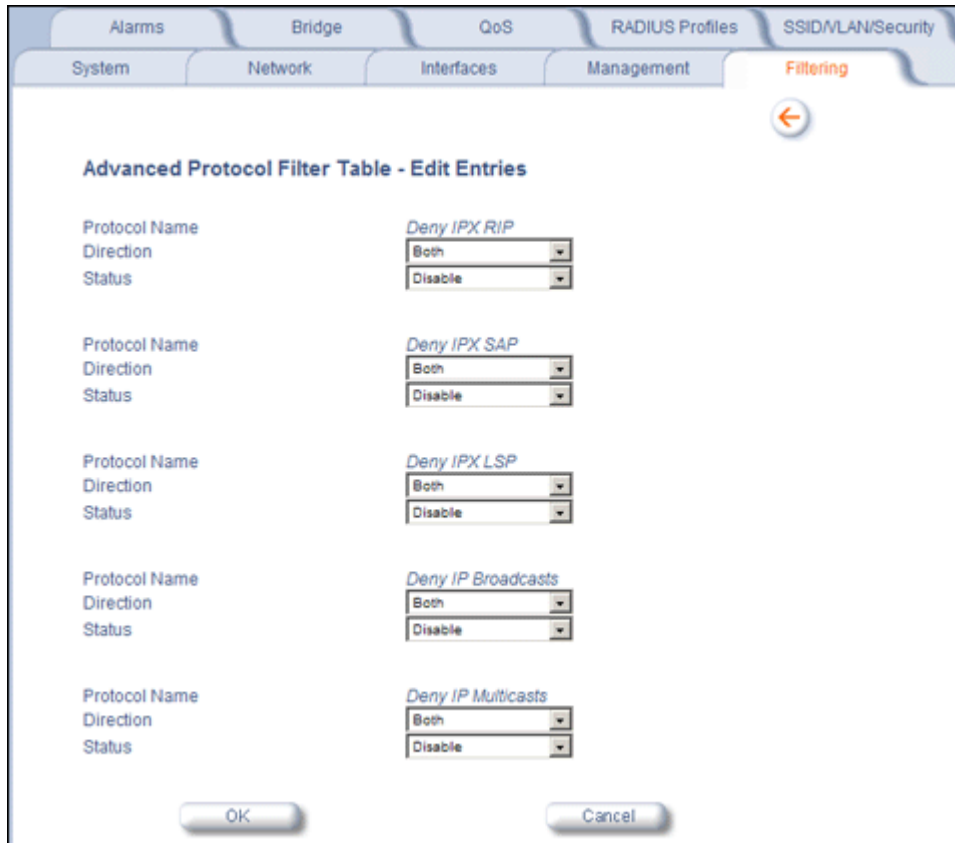 Alarms Bridge QoS RADIUS Profiles SSID/VLAN/Security
System Network Interfaces Management Filtering
Advanced Protocol Filter Table - Edit Entries
Protocol Name Deny IPX RIP
Direction Both
Status Disable
Protocol Name Deny IPX SAP
Direction Both
Status Disable
Protocol Name Deny IPX LSP
Direction Both
Status Disable
Protocol Name Deny IP Broadcasts
Direction Both
Status Disable
Protocol Name Deny IP Multicasts
Direction Both
Status Disable
OK Cancel